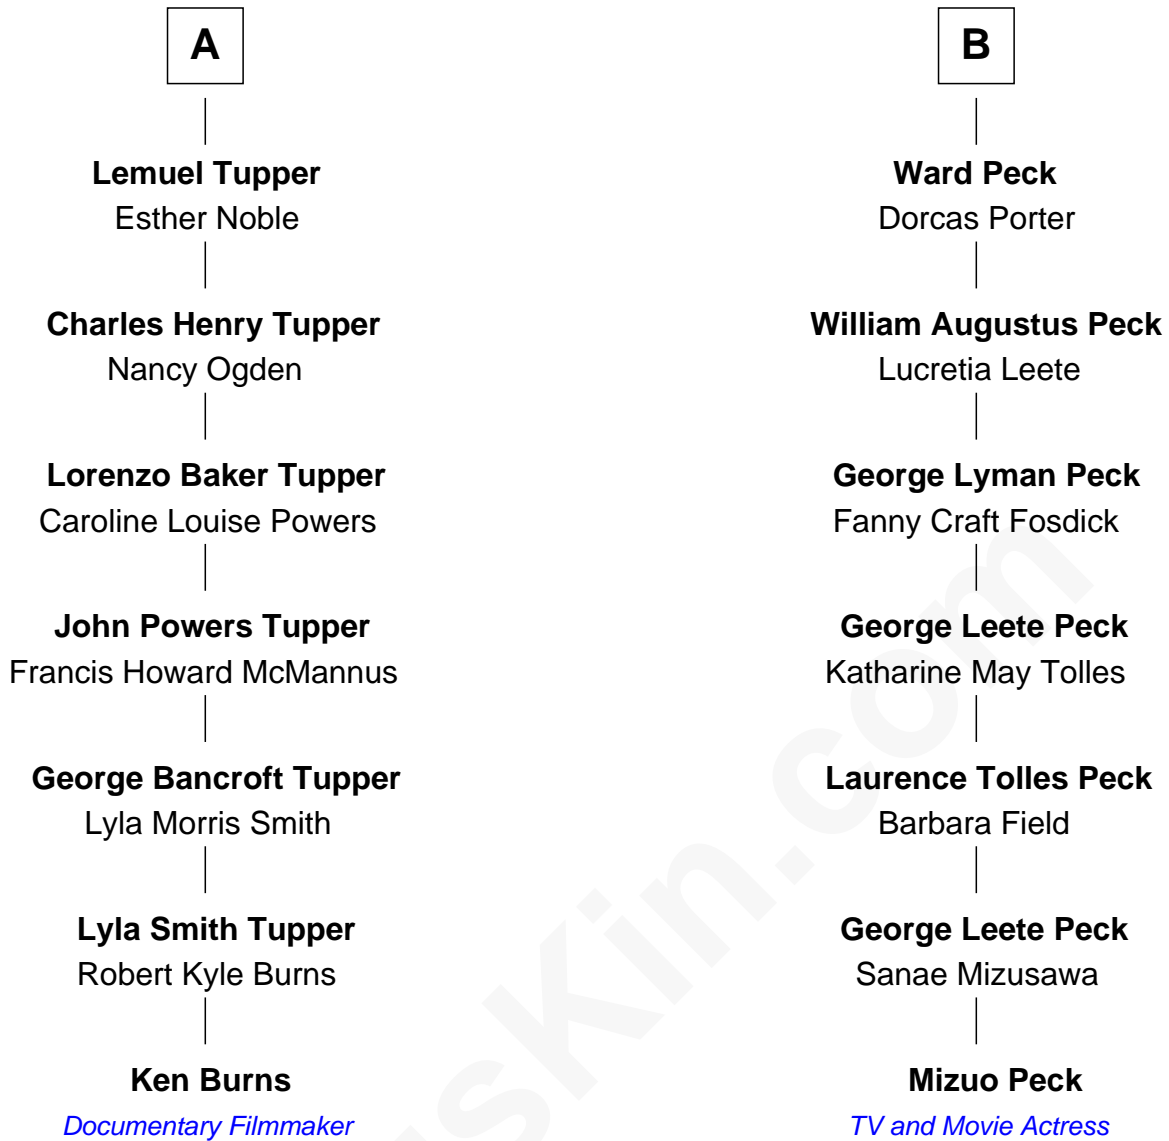 A
Lemuel Tupper
Esther Noble
Charles Henry Tupper
Nancy Ogden
Lorenzo Baker Tupper
Caroline Louise Powers
John Powers Tupper
Francis Howard McMannus
George Bancroft Tupper
Lyla Morris Smith
Lyla Smith Tupper
Robert Kyle Burns
Ken Burns
Documentary Filmmaker
B
Ward Peck
Dorcas Porter
William Augustus Peck
Lucretia Leete
George Lyman Peck
Fanny Craft Fosdick
George Leete Peck
Katharine May Tolles
Laurence Tolles Peck
Barbara Field
George Leete Peck
Sanae Mizusawa
Mizuo Peck
TV and Movie Actress
usKin.com